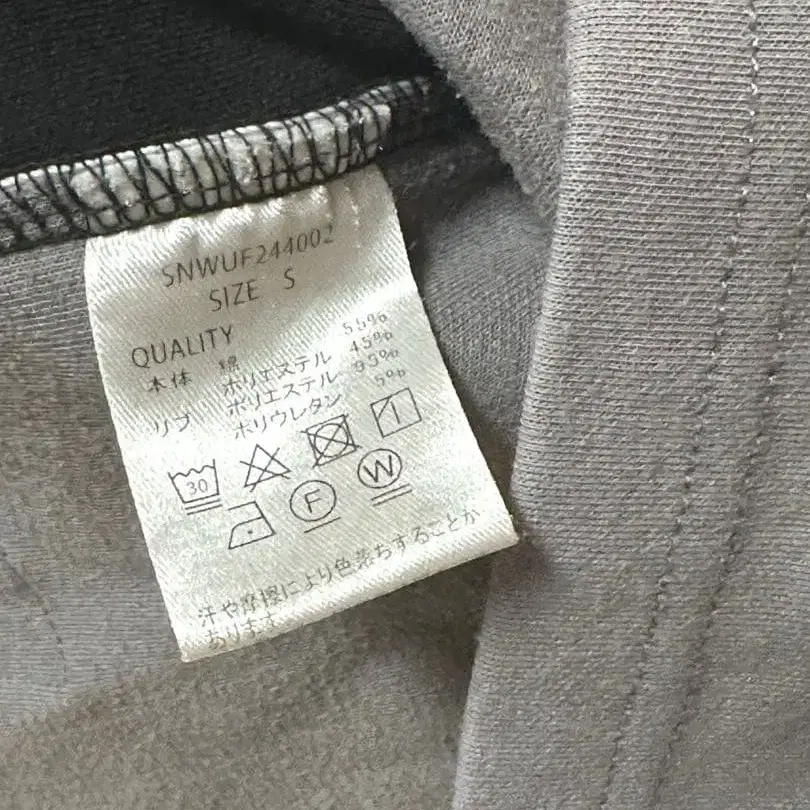 SNWUF244002
SIZE S
QUALITY
本体 綿 55%
ポリエステル 45%
リブ ポリエステル 95%
ポリウレタン 5%
30
F W
汗や摩擦により色落ちすることが
あります